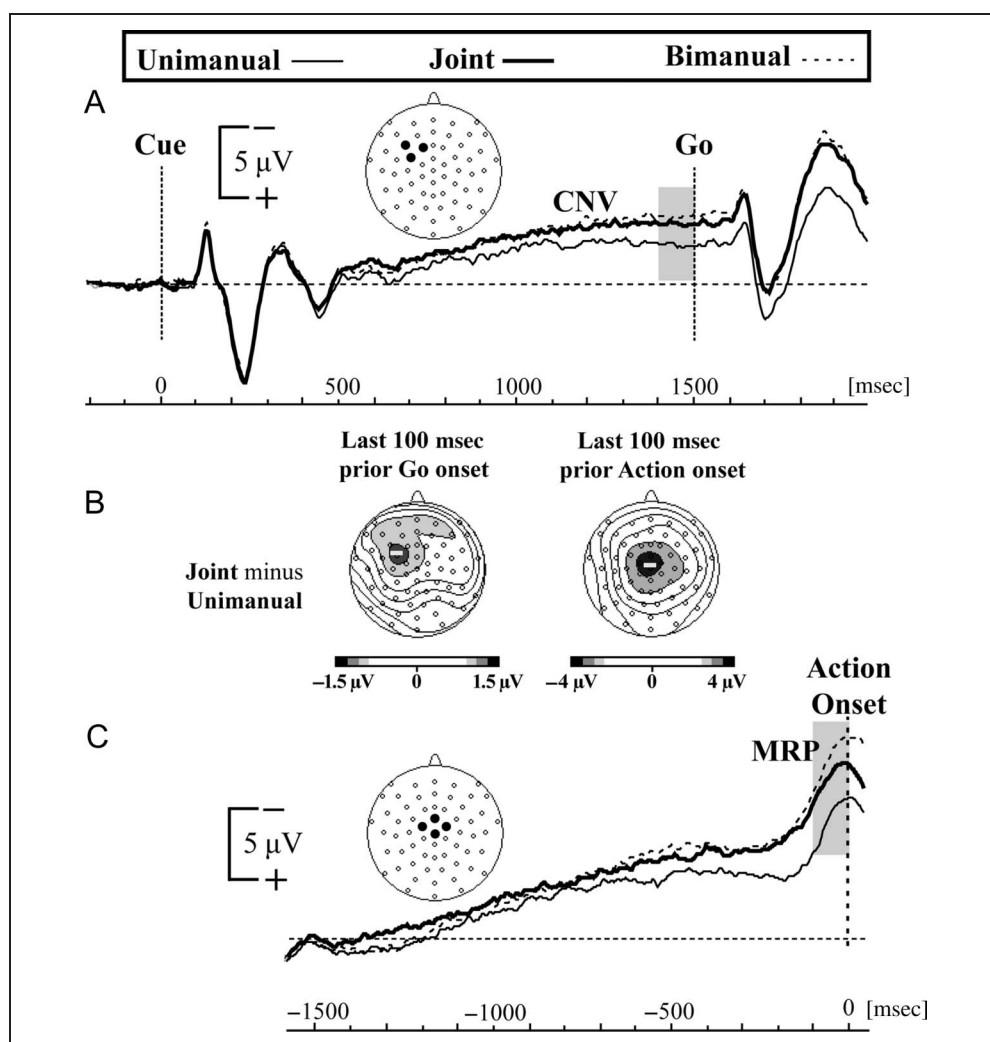 Unimanual Joint Bimanual
A
Cue
−
5 μV
+
CNV
Go
0 500 1000 1500 [msec]
Last 100 msec
prior Go onset
Last 100 msec
prior Action onset
B
Joint minus
Unimanual
−1.5 μV 0 1.5 μV
−4 μV 0 4 μV
Action
Onset
C
MRP
−
5 μV
+
−1500 −1000 −500 0 [msec]